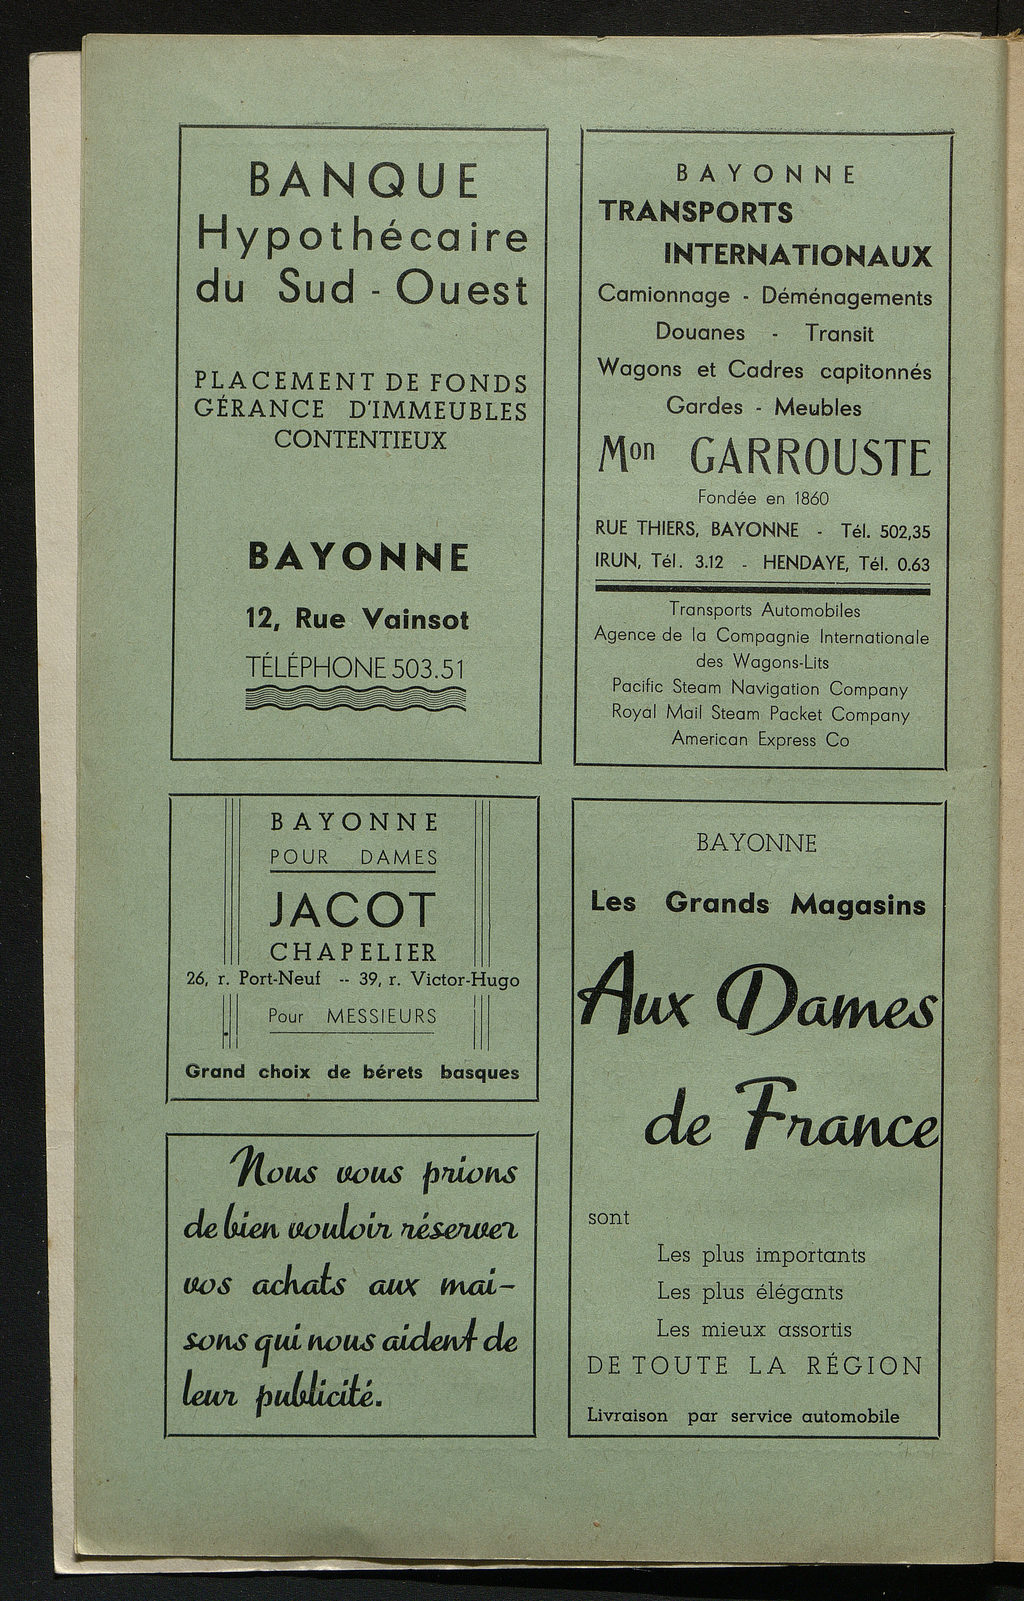 BANQUE
Hypothécaire
du Sud - Ouest
PLACEMENT DE FONDS
GÉRANCE D'IMMEUBLES
CONTENTIEUX
BAYONNE
12, Rue Vainsot
TÉLÉPHONE 503.51
BAYONNE
TRANSPORTS
INTERNATIONAUX
Camionnage - Déménagements
Douanes - Transit
Wagons et Cadres capitonnés
Gardes - Meubles
Mon GARROUSTE
Fondée en 1860
RUE THIERS, BAYONNE - Tél. 502,35
IRUN, Tél. 3.12 - HENDAYE, Tél. 0.63
Transports Automobiles
Agence de la Compagnie Internationale
des Wagons-Lits
Pacific Steam Navigation Company
Royal Mail Steam Packet Company
American Express Co
BAYONNE
POUR DAMES
JACOT
CHAPELIER
26, r. Port-Neuf -- 39, r. Victor-Hugo
Pour MESSIEURS
Grand choix de bérets basques
Nous vous prions
de bien vouloir réserver
vos achats aux mai-
sons qui nous aident de
leur publicité.
BAYONNE
Les Grands Magasins
Aux Dames
de France
sont
Les plus importants
Les plus élégants
Les mieux assortis
DE TOUTE LA RÉGION
Livraison par service automobile